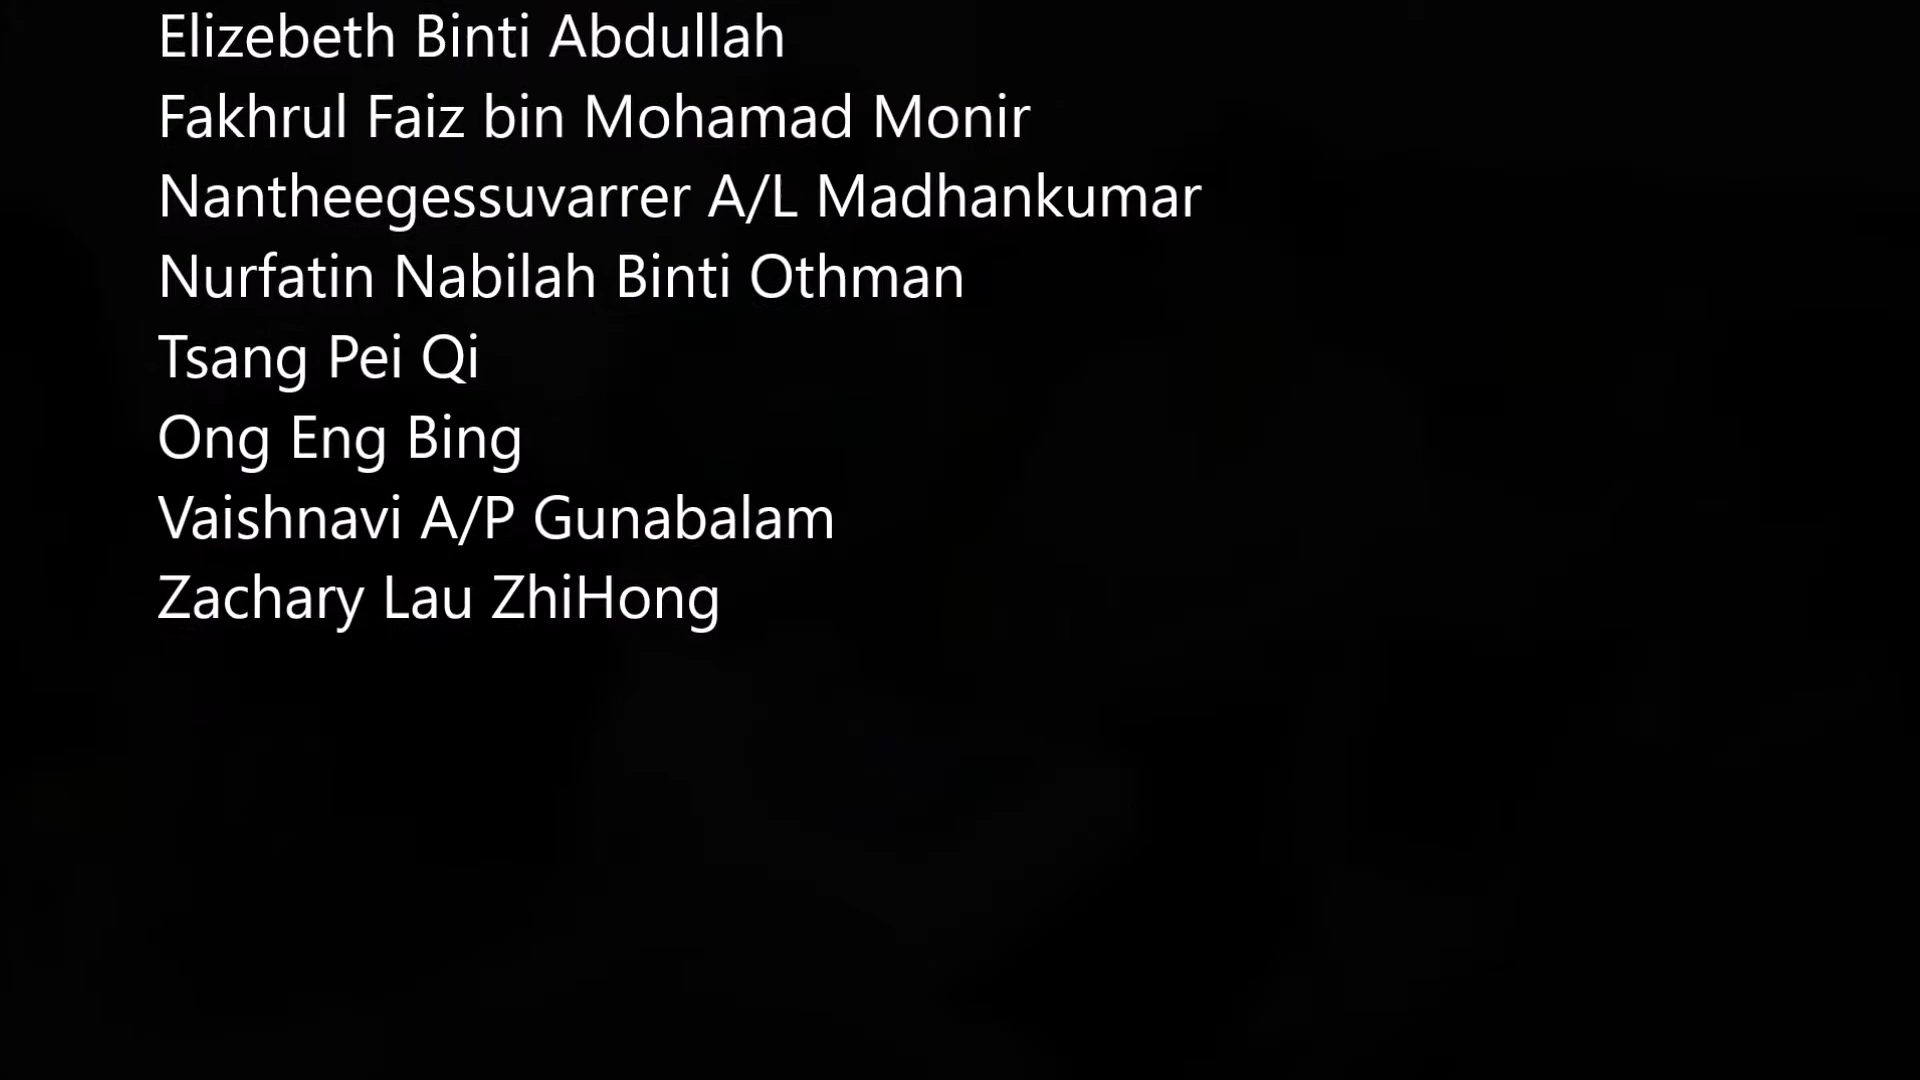 Elizebeth Binti Abdullah
Fakhrul Faiz bin Mohamad Monir
Nantheegessuvarrer A/L Madhankumar
Nurfatin Nabilah Binti Othman
Tsang Pei Qi
Ong Eng Bing
Vaishnavi A/P Gunabalam
Zachary Lau ZhiHong